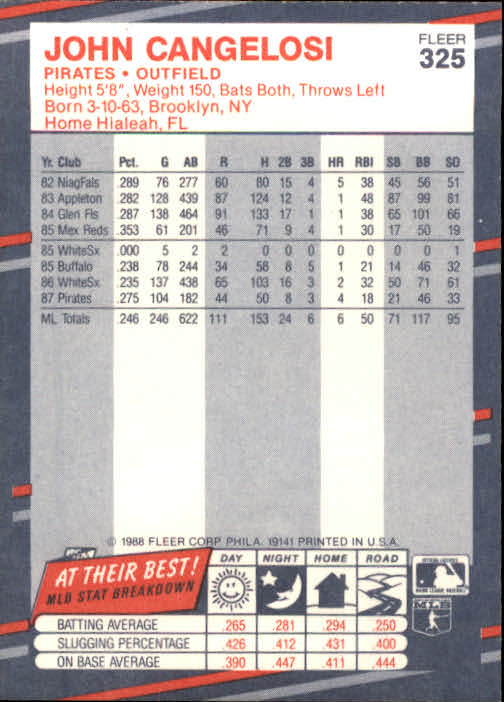 JOHN CANGELOSI
FLEER
325
PIRATES • OUTFIELD
Height 5'8", Weight 150, Bats Both, Throws Left
Born 3-10-63, Brooklyn, NY
Home Hialeah, FL
Yr. Club Pct. G AB R H 2B 3B HR RBI SB BB SO
82 NiagFals .289 76 277 60 80 15 4 5 38 45 56 51
83 Appleton .282 128 439 87 124 12 4 1 48 87 99 81
84 Glen Fls .287 138 464 91 133 17 1 1 38 65 101 66
85 Mex Reds .353 61 201 46 71 9 4 1 30 17 50 19
85 WhiteSx .000 5 2 2 0 0 0 0 0 0 0 1
85 Buffalo .238 78 244 34 58 8 5 1 21 14 46 32
86 WhiteSx .235 137 438 65 103 16 3 2 32 50 71 61
87 Pirates .275 104 182 44 50 8 3 4 18 21 46 33
ML Totals .246 246 622 111 153 24 6 6 50 71 117 95
© 1988 FLEER CORP. PHILA. 19141 PRINTED IN U.S.A.
AT THEIR BEST!
MLB STAT BREAKDOWN
DAY NIGHT HOME ROAD
MLB
BATTING AVERAGE .265 .281 .294 .250
SLUGGING PERCENTAGE .426 .412 .431 .400
ON BASE AVERAGE .390 .447 .411 .444